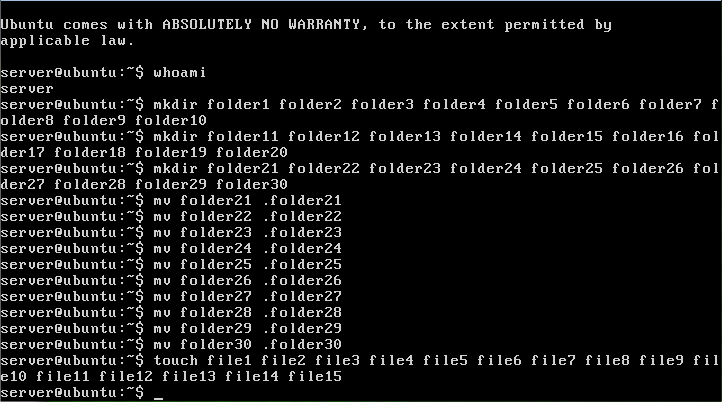 Ubuntu comes with ABSOLUTELY NO WARRANTY, to the extent permitted by
applicable law.
server@ubuntu:~$ whoami
server
server@ubuntu:~$ mkdir folder1 folder2 folder3 folder4 folder5 folder6 folder7 f
older8 folder9 folder10
server@ubuntu:~$ mkdir folder11 folder12 folder13 folder14 folder15 folder16 fol
der17 folder18 folder19 folder20
server@ubuntu:~$ mkdir folder21 folder22 folder23 folder24 folder25 folder26 fol
der27 folder28 folder29 folder30
server@ubuntu:~$ mv folder21 .folder21
server@ubuntu:~$ mv folder22 .folder22
server@ubuntu:~$ mv folder23 .folder23
server@ubuntu:~$ mv folder24 .folder24
server@ubuntu:~$ mv folder25 .folder25
server@ubuntu:~$ mv folder26 .folder26
server@ubuntu:~$ mv folder27 .folder27
server@ubuntu:~$ mv folder28 .folder28
server@ubuntu:~$ mv folder29 .folder29
server@ubuntu:~$ mv folder30 .folder30
server@ubuntu:~$ touch file1 file2 file3 file4 file5 file6 file7 file8 file9 fil
e10 file11 file12 file13 file14 file15
server@ubuntu:~$ _